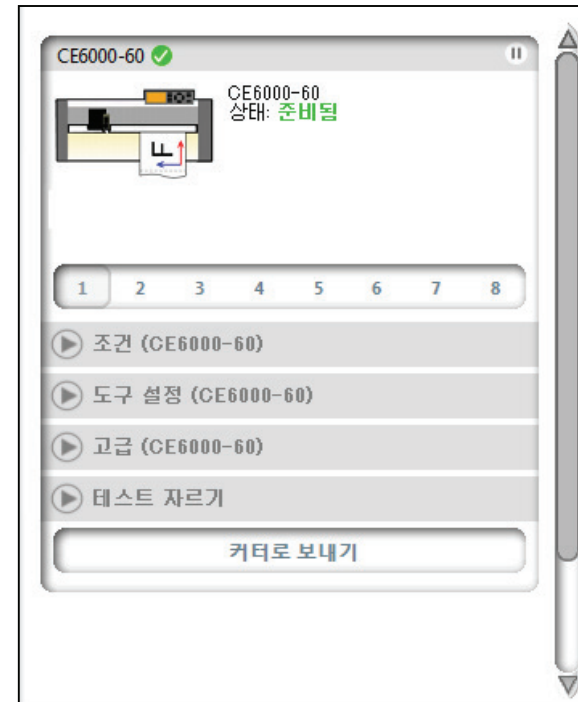 CE6000-60
CE6000-60
상태: 준비됨
F
1 2 3 4 5 6 7 8
조건 (CE6000-60)
도구 설정 (CE6000-60)
고급 (CE6000-60)
테스트 자르기
커터로 보내기